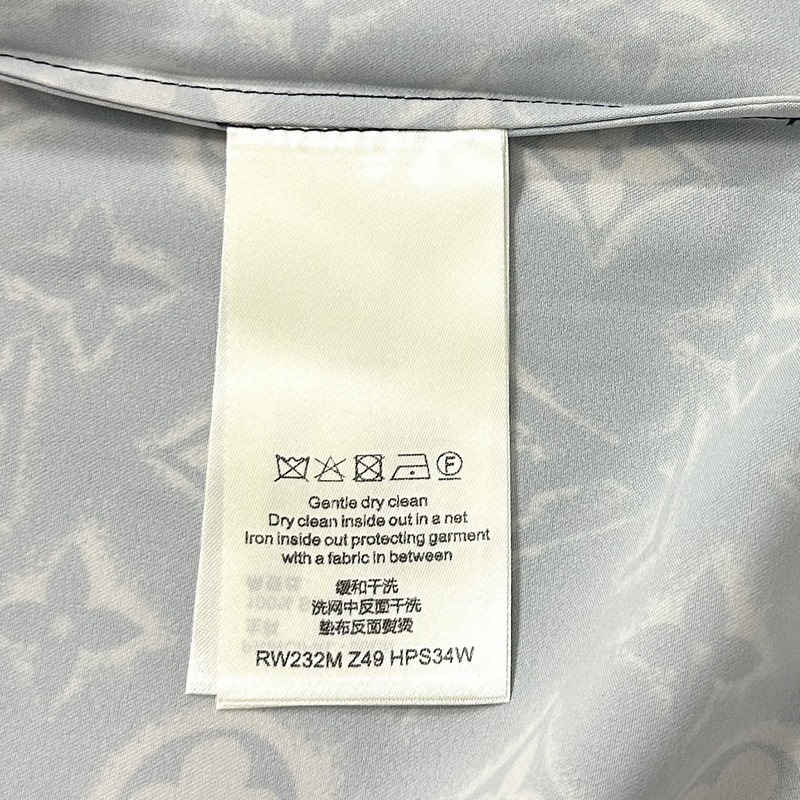 F
Gentle dry clean
Dry clean inside out in a net
Iron inside out protecting garment
with a fabric in between
缓和干洗
洗网中反面干洗
垫布反面熨烫
RW232M Z49 HPS34W